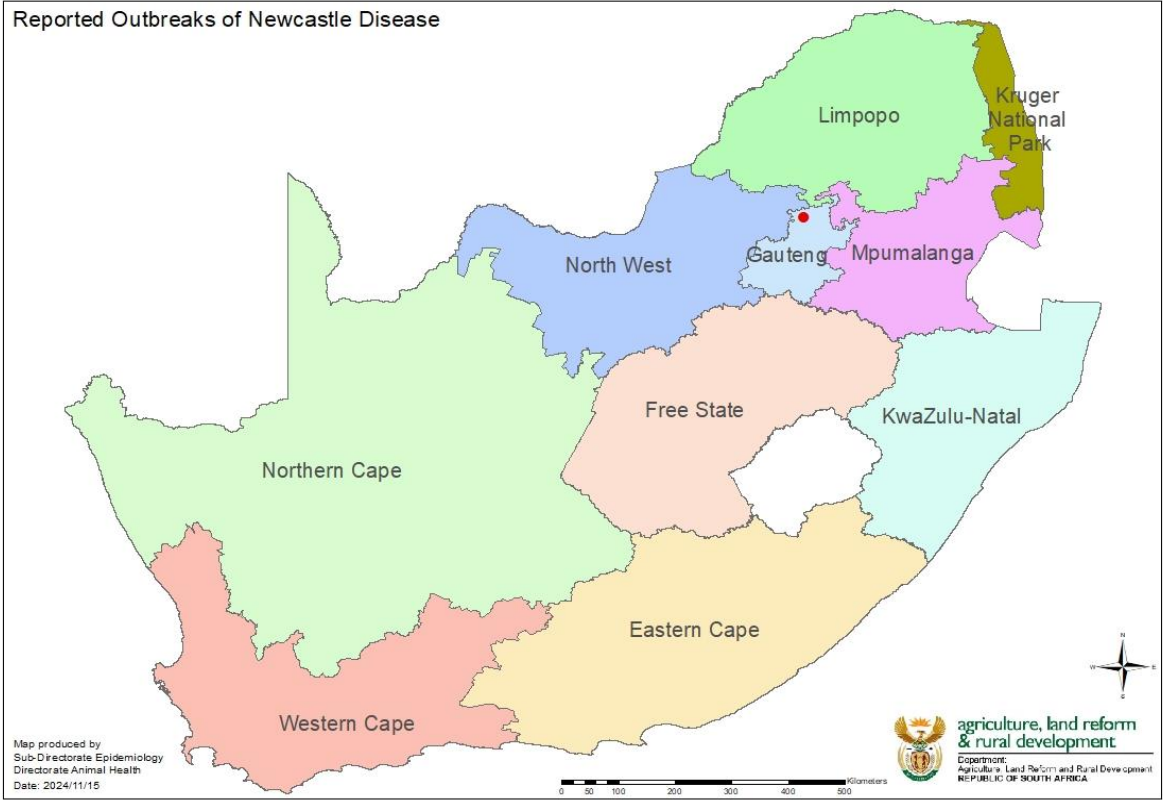 Reported Outbreaks of Newcastle Disease
Limpopo
Kruger
National
Park
North West
Gauteng
Mpumalanga
Free State
KwaZulu-Natal
Northern Cape
Eastern Cape
Western Cape
N
W
E
S
Map produced by
Sub-Directorate Epidemiology
Directorate Animal Health
Date: 2024/11/15
Kilometers
0 50 100 200 300 400 500
agriculture, land reform
& rural development
Department:
Agriculture, Land Reform and Rural Development
REPUBLIC OF SOUTH AFRICA